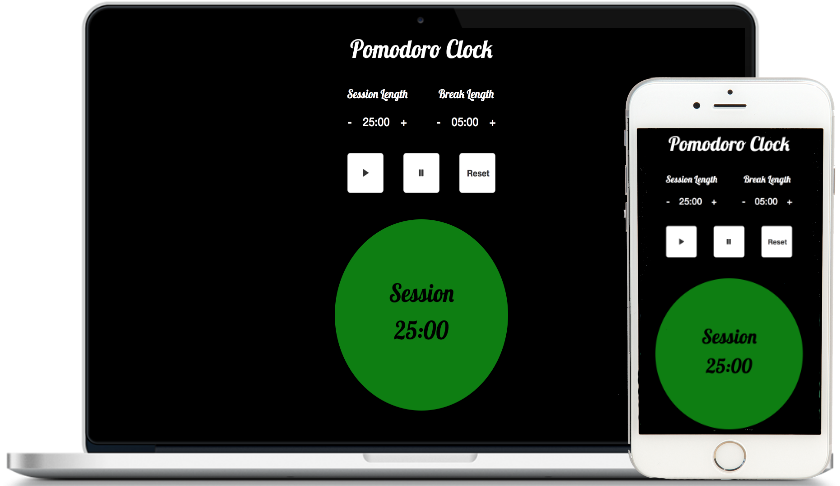 Pomodoro Clock
Session Length Break Length
- 25:00 + - 05:00 +
Reset
Session
25:00
Pomodoro Clock
Session Length Break Length
- 25:00 + - 05:00 +
Reset
Session
25:00